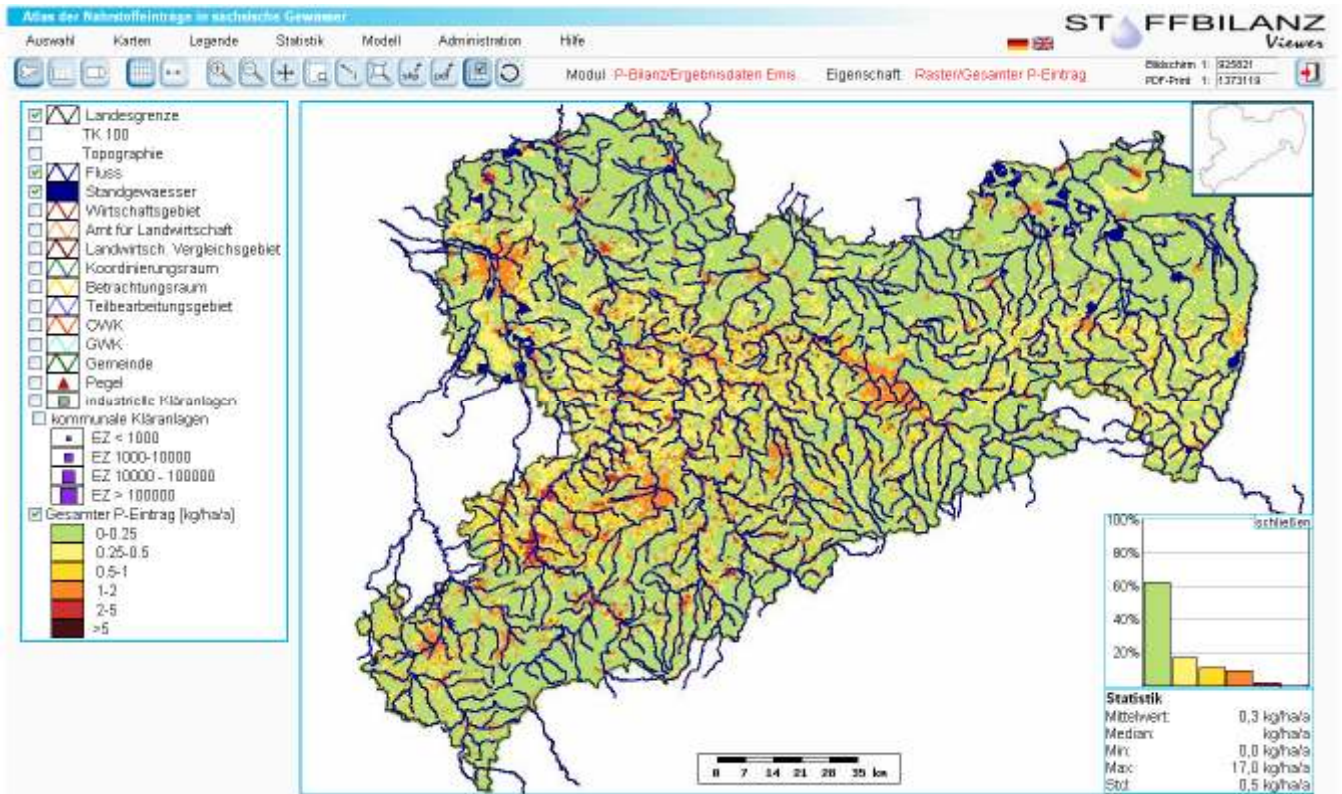 Atlas der Nährstoffeinträge in sächsische Gewässer
STOFFBILANZ
Viewer
Auswahl Karten Legende Statistik Modell Administration Hilfe
Modul P-Bilanz/Ergebnisdaten Emis. Eigenschaft Raster/Gesamter P-Eintrag
Bildschirm 1: 925821
PDF-Print 1: 1373119
Landesgrenze
TK 100
Topographie
Fluss
Standgewaesser
Wirtschaftsgebiet
Amt für Landwirtschaft
Landwirtsch. Vergleichsgebiet
Koordinierungsraum
Betrachtungsraum
Teilbearbeitungsgebiet
OWK
GWK
Gemeinde
Pegel
industrielle Kläranlagen
kommunale Kläranlagen
EZ < 1000
EZ 1000-10000
EZ 10000 - 100000
EZ > 100000
Gesamter P-Eintrag [kg/ha/a]
0-0.25
0.25-0.5
0.5-1
1-2
2-5
>5
0 7 14 21 28 35 km
100% schließen
80%
60%
40%
20%
Statistik
Mittelwert: 0,3 kg/ha/a
Median: kg/ha/a
Min: 0,0 kg/ha/a
Max: 17,0 kg/ha/a
Std: 0,5 kg/ha/a